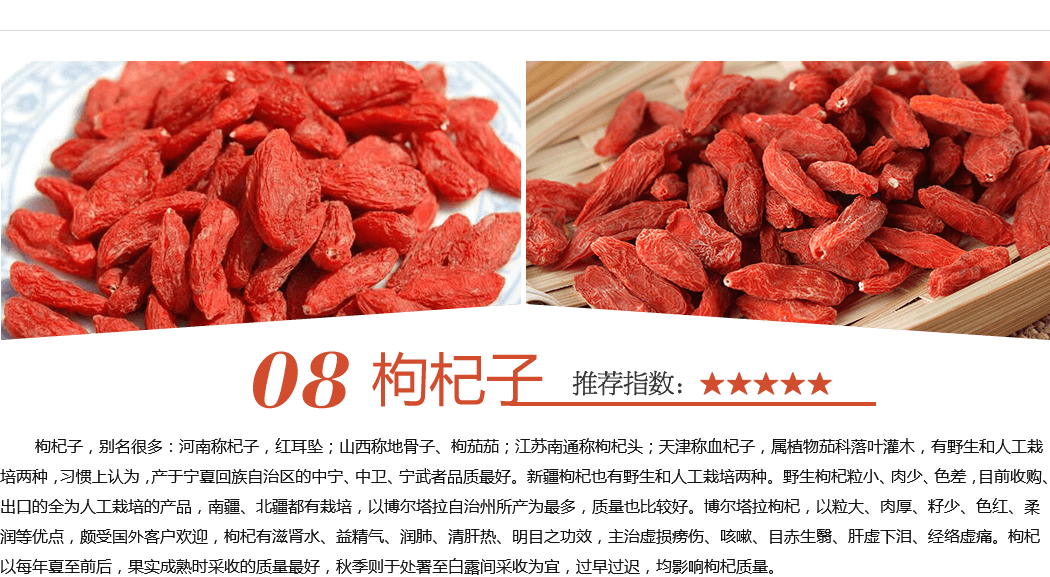 08 枸杞子 推荐指数：★★★★★
枸杞子，别名很多：河南称杞子，红耳坠；山西称地骨子、枸茄茄；江苏南通称枸杞头；天津称血杞子，属植物茄科落叶灌木，有野生和人工栽
培两种，习惯上认为，产于宁夏回族自治区的中宁、中卫、宁武者品质最好。新疆枸杞也有野生和人工栽培两种。野生枸杞粒小、肉少、色差，目前收购、
出口的全为人工栽培的产品，南疆、北疆都有栽培，以博尔塔拉自治州所产为最多，质量也比较好。博尔塔拉枸杞，以粒大、肉厚、籽少、色红、柔
润等优点，颇受国外客户欢迎，枸杞有滋肾水、益精气、润肺、清肝热、明目之功效，主治虚损痨伤、咳嗽、目赤生翳、肝虚下泪、经络虚痛。枸杞
以每年夏至前后，果实成熟时采收的质量最好，秋季则于处署至白露间采收为宜，过早过迟，均影响枸杞质量。